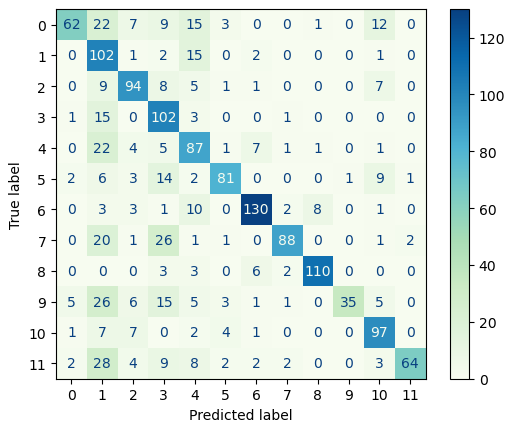 0 62 22 7 9 15 3 0 0 1 0 12 0
1 0 102 1 2 15 0 2 0 0 0 1 0
2 0 9 94 8 5 1 1 0 0 0 7 0
3 1 15 0 102 3 0 0 1 0 0 0 0
4 0 22 4 5 87 1 7 1 1 0 1 0
5 2 6 3 14 2 81 0 0 0 1 9 1
6 0 3 3 1 10 0 130 2 8 0 1 0
7 0 20 1 26 1 1 0 88 0 0 1 2
8 0 0 0 3 3 0 6 2 110 0 0 0
9 5 26 6 15 5 3 1 1 0 35 5 0
10 1 7 7 0 2 4 1 0 0 0 97 0
11 2 28 4 9 8 2 2 2 0 0 3 64
0 1 2 3 4 5 6 7 8 9 10 11
Predicted label
True label
120
100
80
60
40
20
0